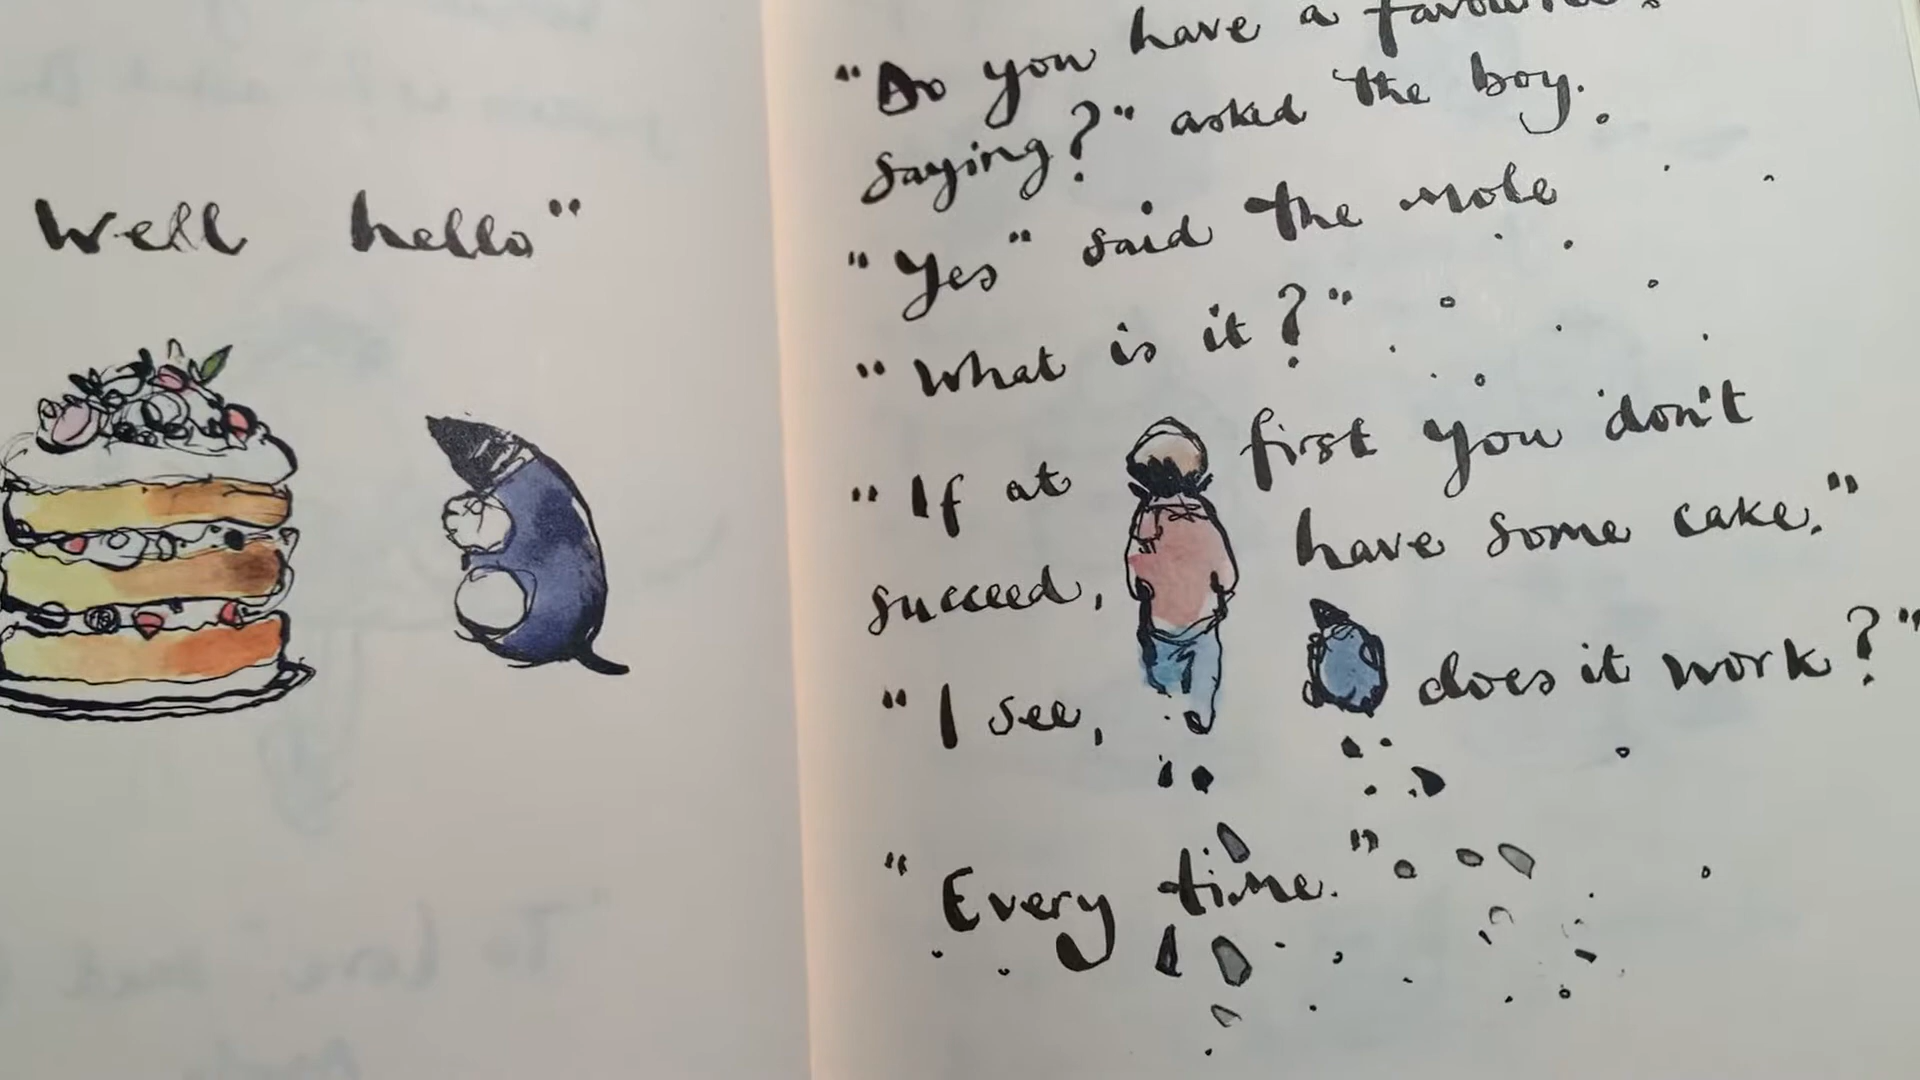 Well hello"
"Do you have a favourite
saying?" asked the boy.
"Yes" said the mole
"What is it?"
"If at first you don't
succeed, have some cake."
"I see, does it work?"
"Every time."